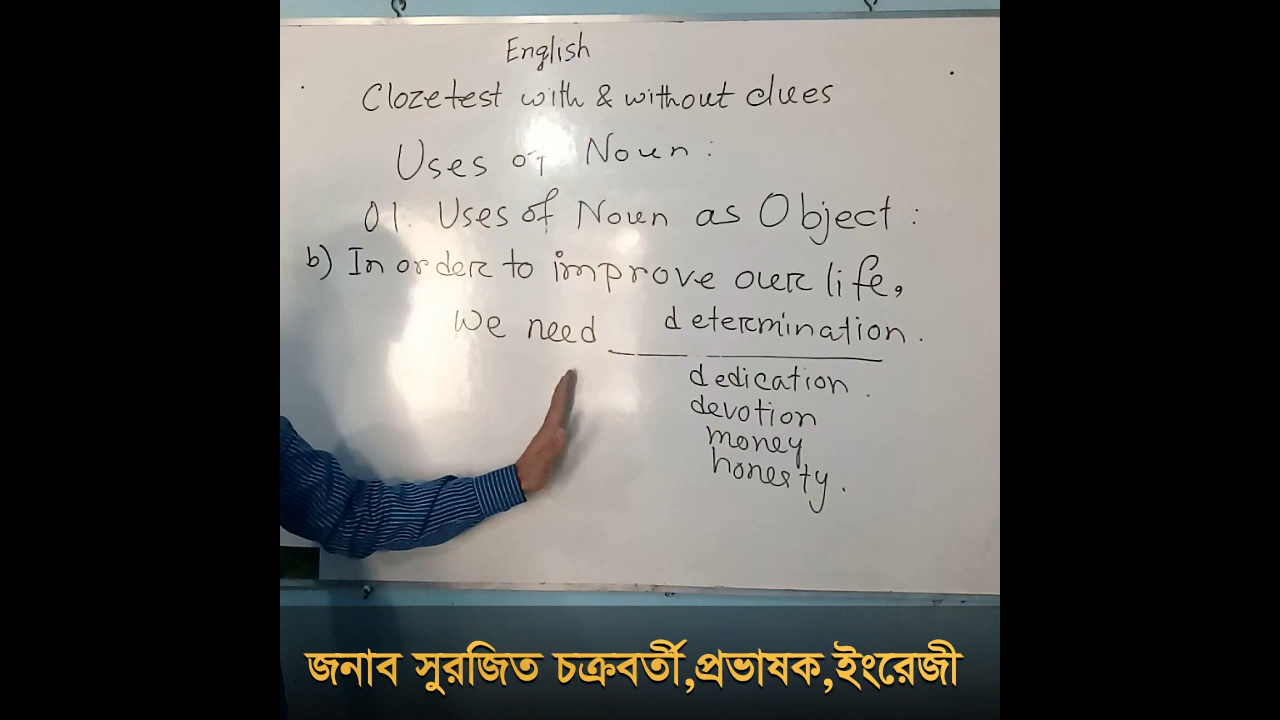 English
Clozetest with & without clues
Uses of Noun :
01. Uses of Noun as Object :
b) In order to improve our life,
We need determination.
dedication.
devotion
money
honesty.
জনাব সুরজিত চক্রবর্তী,প্রভাষক,ইংরেজী